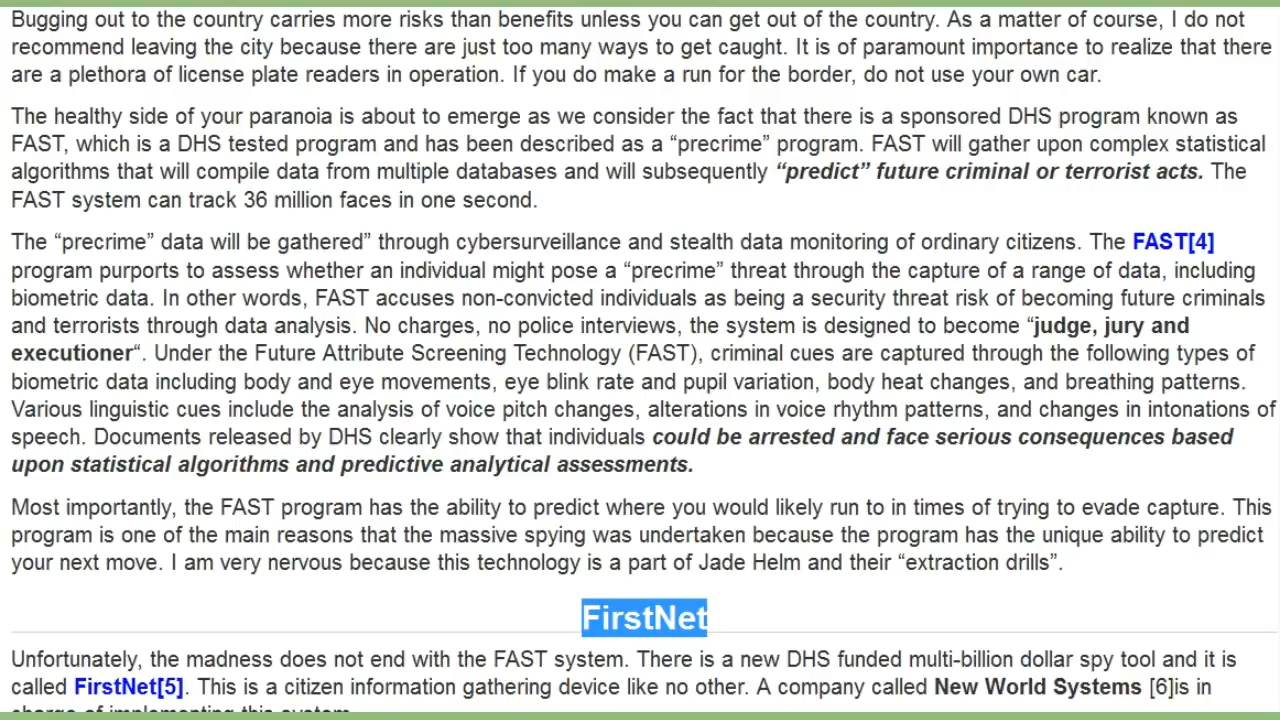 Bugging out to the country carries more risks than benefits unless you can get out of the country. As a matter of course, I do not
recommend leaving the city because there are just too many ways to get caught. It is of paramount importance to realize that there
are a plethora of license plate readers in operation. If you do make a run for the border, do not use your own car.
The healthy side of your paranoia is about to emerge as we consider the fact that there is a sponsored DHS program known as
FAST, which is a DHS tested program and has been described as a “precrime” program. FAST will gather upon complex statistical
algorithms that will compile data from multiple databases and will subsequently “predict” future criminal or terrorist acts. The
FAST system can track 36 million faces in one second.
The “precrime” data will be gathered” through cybersurveillance and stealth data monitoring of ordinary citizens. The FAST[4]
program purports to assess whether an individual might pose a “precrime” threat through the capture of a range of data, including
biometric data. In other words, FAST accuses non-convicted individuals as being a security threat risk of becoming future criminals
and terrorists through data analysis. No charges, no police interviews, the system is designed to become “judge, jury and
executioner“. Under the Future Attribute Screening Technology (FAST), criminal cues are captured through the following types of
biometric data including body and eye movements, eye blink rate and pupil variation, body heat changes, and breathing patterns.
Various linguistic cues include the analysis of voice pitch changes, alterations in voice rhythm patterns, and changes in intonations of
speech. Documents released by DHS clearly show that individuals could be arrested and face serious consequences based
upon statistical algorithms and predictive analytical assessments.
Most importantly, the FAST program has the ability to predict where you would likely run to in times of trying to evade capture. This
program is one of the main reasons that the massive spying was undertaken because the program has the unique ability to predict
your next move. I am very nervous because this technology is a part of Jade Helm and their “extraction drills”.
FirstNet
Unfortunately, the madness does not end with the FAST system. There is a new DHS funded multi-billion dollar spy tool and it is
called FirstNet[5]. This is a citizen information gathering device like no other. A company called New World Systems [6]is in
charge of implementing this system